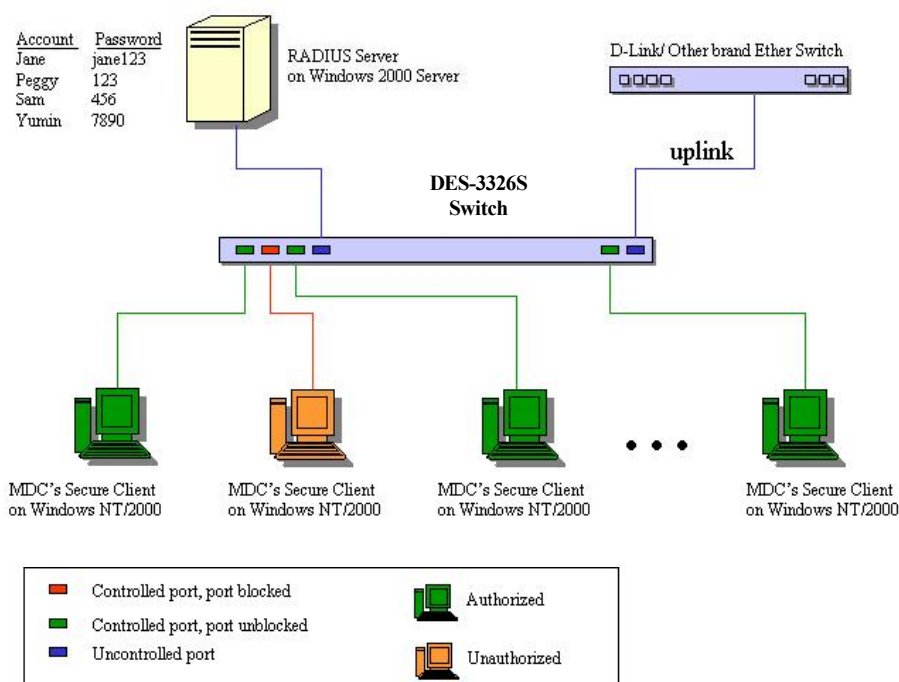 Account Password
Jane jane123
Peggy 123
Sam 456
Yumin 7890
RADIUS Server
on Windows 2000 Server
D-Link/ Other brand Ether Switch
uplink
DES-3326S
Switch
MDC's Secure Client
on Windows NT/2000
MDC's Secure Client
on Windows NT/2000
MDC's Secure Client
on Windows NT/2000
MDC's Secure Client
on Windows NT/2000
Controlled port, port blocked
Authorized
Controlled port, port unblocked
Uncontrolled port
Unauthorized